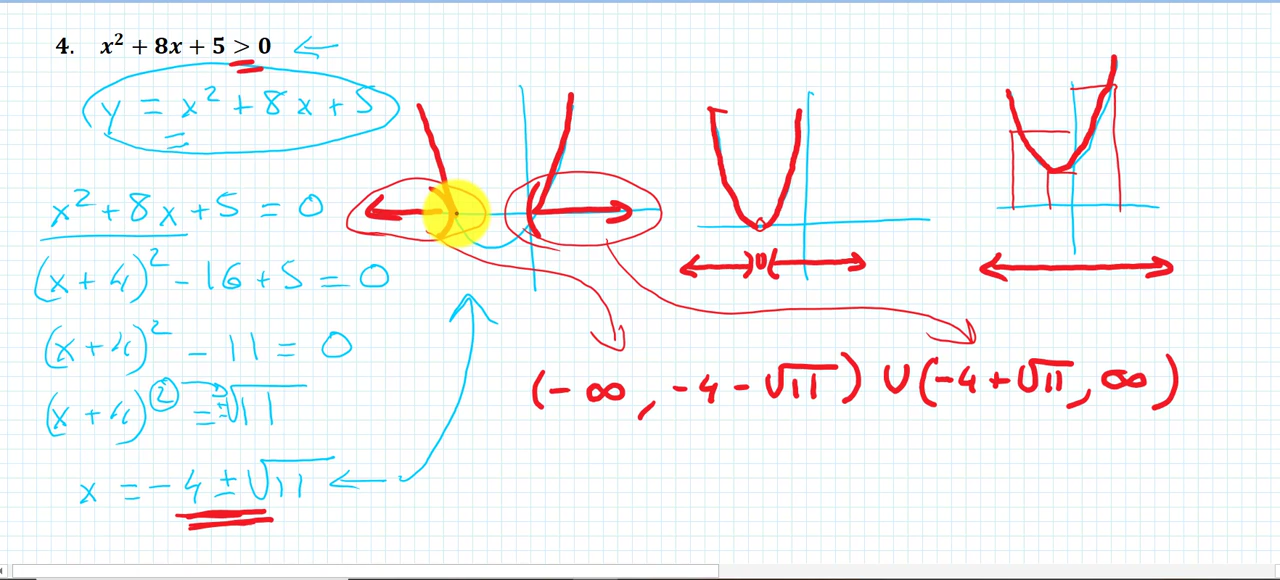 4. x² + 8x + 5 > 0 ←
y = x² + 8x + 5
x² + 8x + 5 = 0
(x + 4)² - 16 + 5 = 0
(x + 4)² - 11 = 0
(x + 4)² = ±√11
x = -4 ± √11 ←
(-∞, -4 - √11) ∪ (-4 + √11, ∞)
)0(